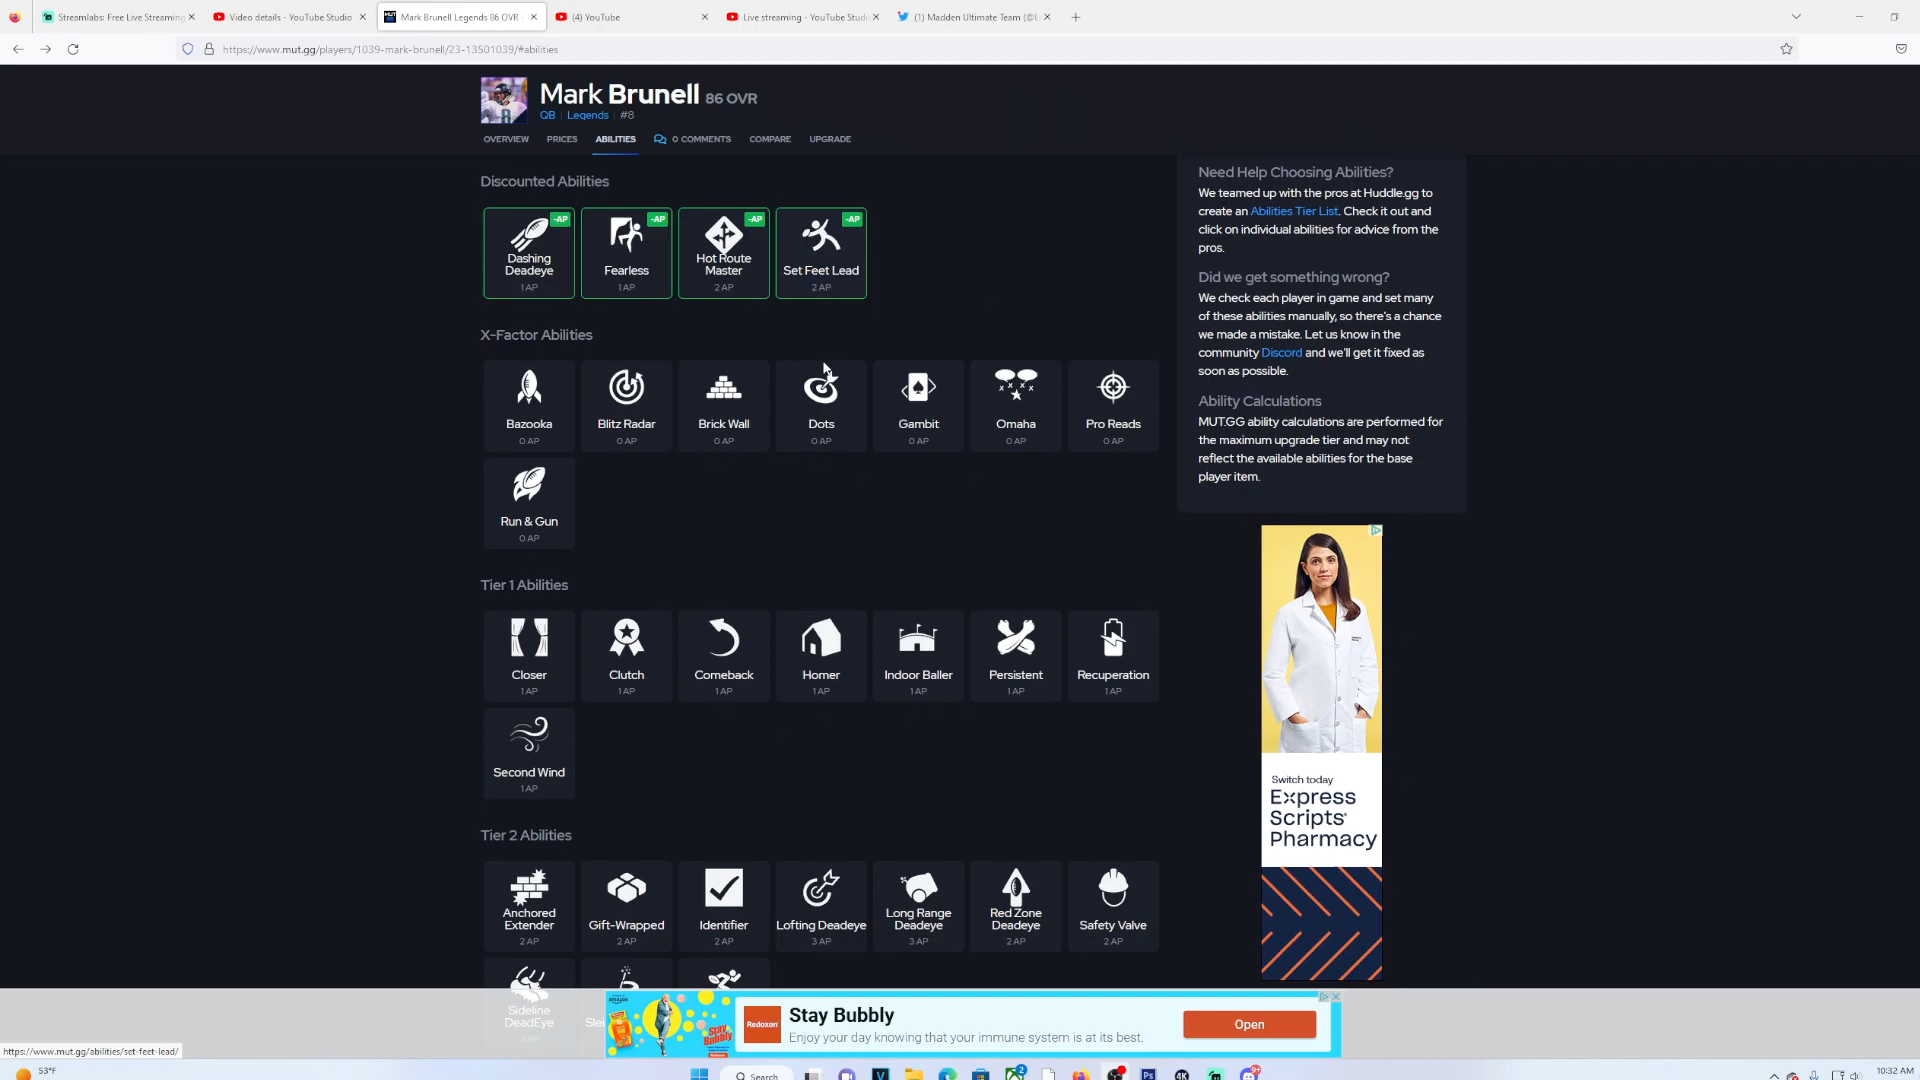 Streamlabs: Free Live Streaming
Video details - YouTube Studio
Mark Brunell Legends 86 OVR -
(4) YouTube
Live streaming - YouTube Studi
(1) Madden Ultimate Team (@E
https://www.mut.gg/players/1039-mark-brunell/23-13501039/#abilities
Mark Brunell 86 OVR
QB | Legends #8
OVERVIEW PRICES ABILITIES 0 COMMENTS COMPARE UPGRADE
Discounted Abilities
-AP -AP -AP -AP
Dashing Deadeye Fearless Hot Route Master Set Feet Lead
1 AP 1 AP 2 AP 2 AP
X-Factor Abilities
Bazooka Blitz Radar Brick Wall Dots Gambit Omaha Pro Reads
0 AP 0 AP 0 AP 0 AP 0 AP 0 AP 0 AP
Run & Gun
0 AP
Tier 1 Abilities
Closer Clutch Comeback Homer Indoor Baller Persistent Recuperation
1 AP 1 AP 1 AP 1 AP 1 AP 1 AP 1 AP
Second Wind
1 AP
Tier 2 Abilities
Anchored Extender Gift-Wrapped Identifier Lofting Deadeye Long Range Deadeye Red Zone Deadeye Safety Valve
2 AP 2 AP 2 AP 3 AP 3 AP 2 AP 2 AP
Sideline DeadEye
Need Help Choosing Abilities?
We teamed up with the pros at Huddle.gg to
create an Abilities Tier List. Check it out and
click on individual abilities for advice from the
pros.
Did we get something wrong?
We check each player in game and set many
of these abilities manually, so there's a chance
we made a mistake. Let us know in the
community Discord and we'll get it fixed as
soon as possible.
Ability Calculations
MUT.GG ability calculations are performed for
the maximum upgrade tier and may not
reflect the available abilities for the base
player item.
Switch today
Express
Scripts®
Pharmacy
amazon
Stay Bubbly
Redoxon
Stay Bubbly
Enjoy your day knowing that your immune system is at its best.
Open
https://www.mut.gg/abilities/set-feet-lead/
53°F
Search
10:32 AM